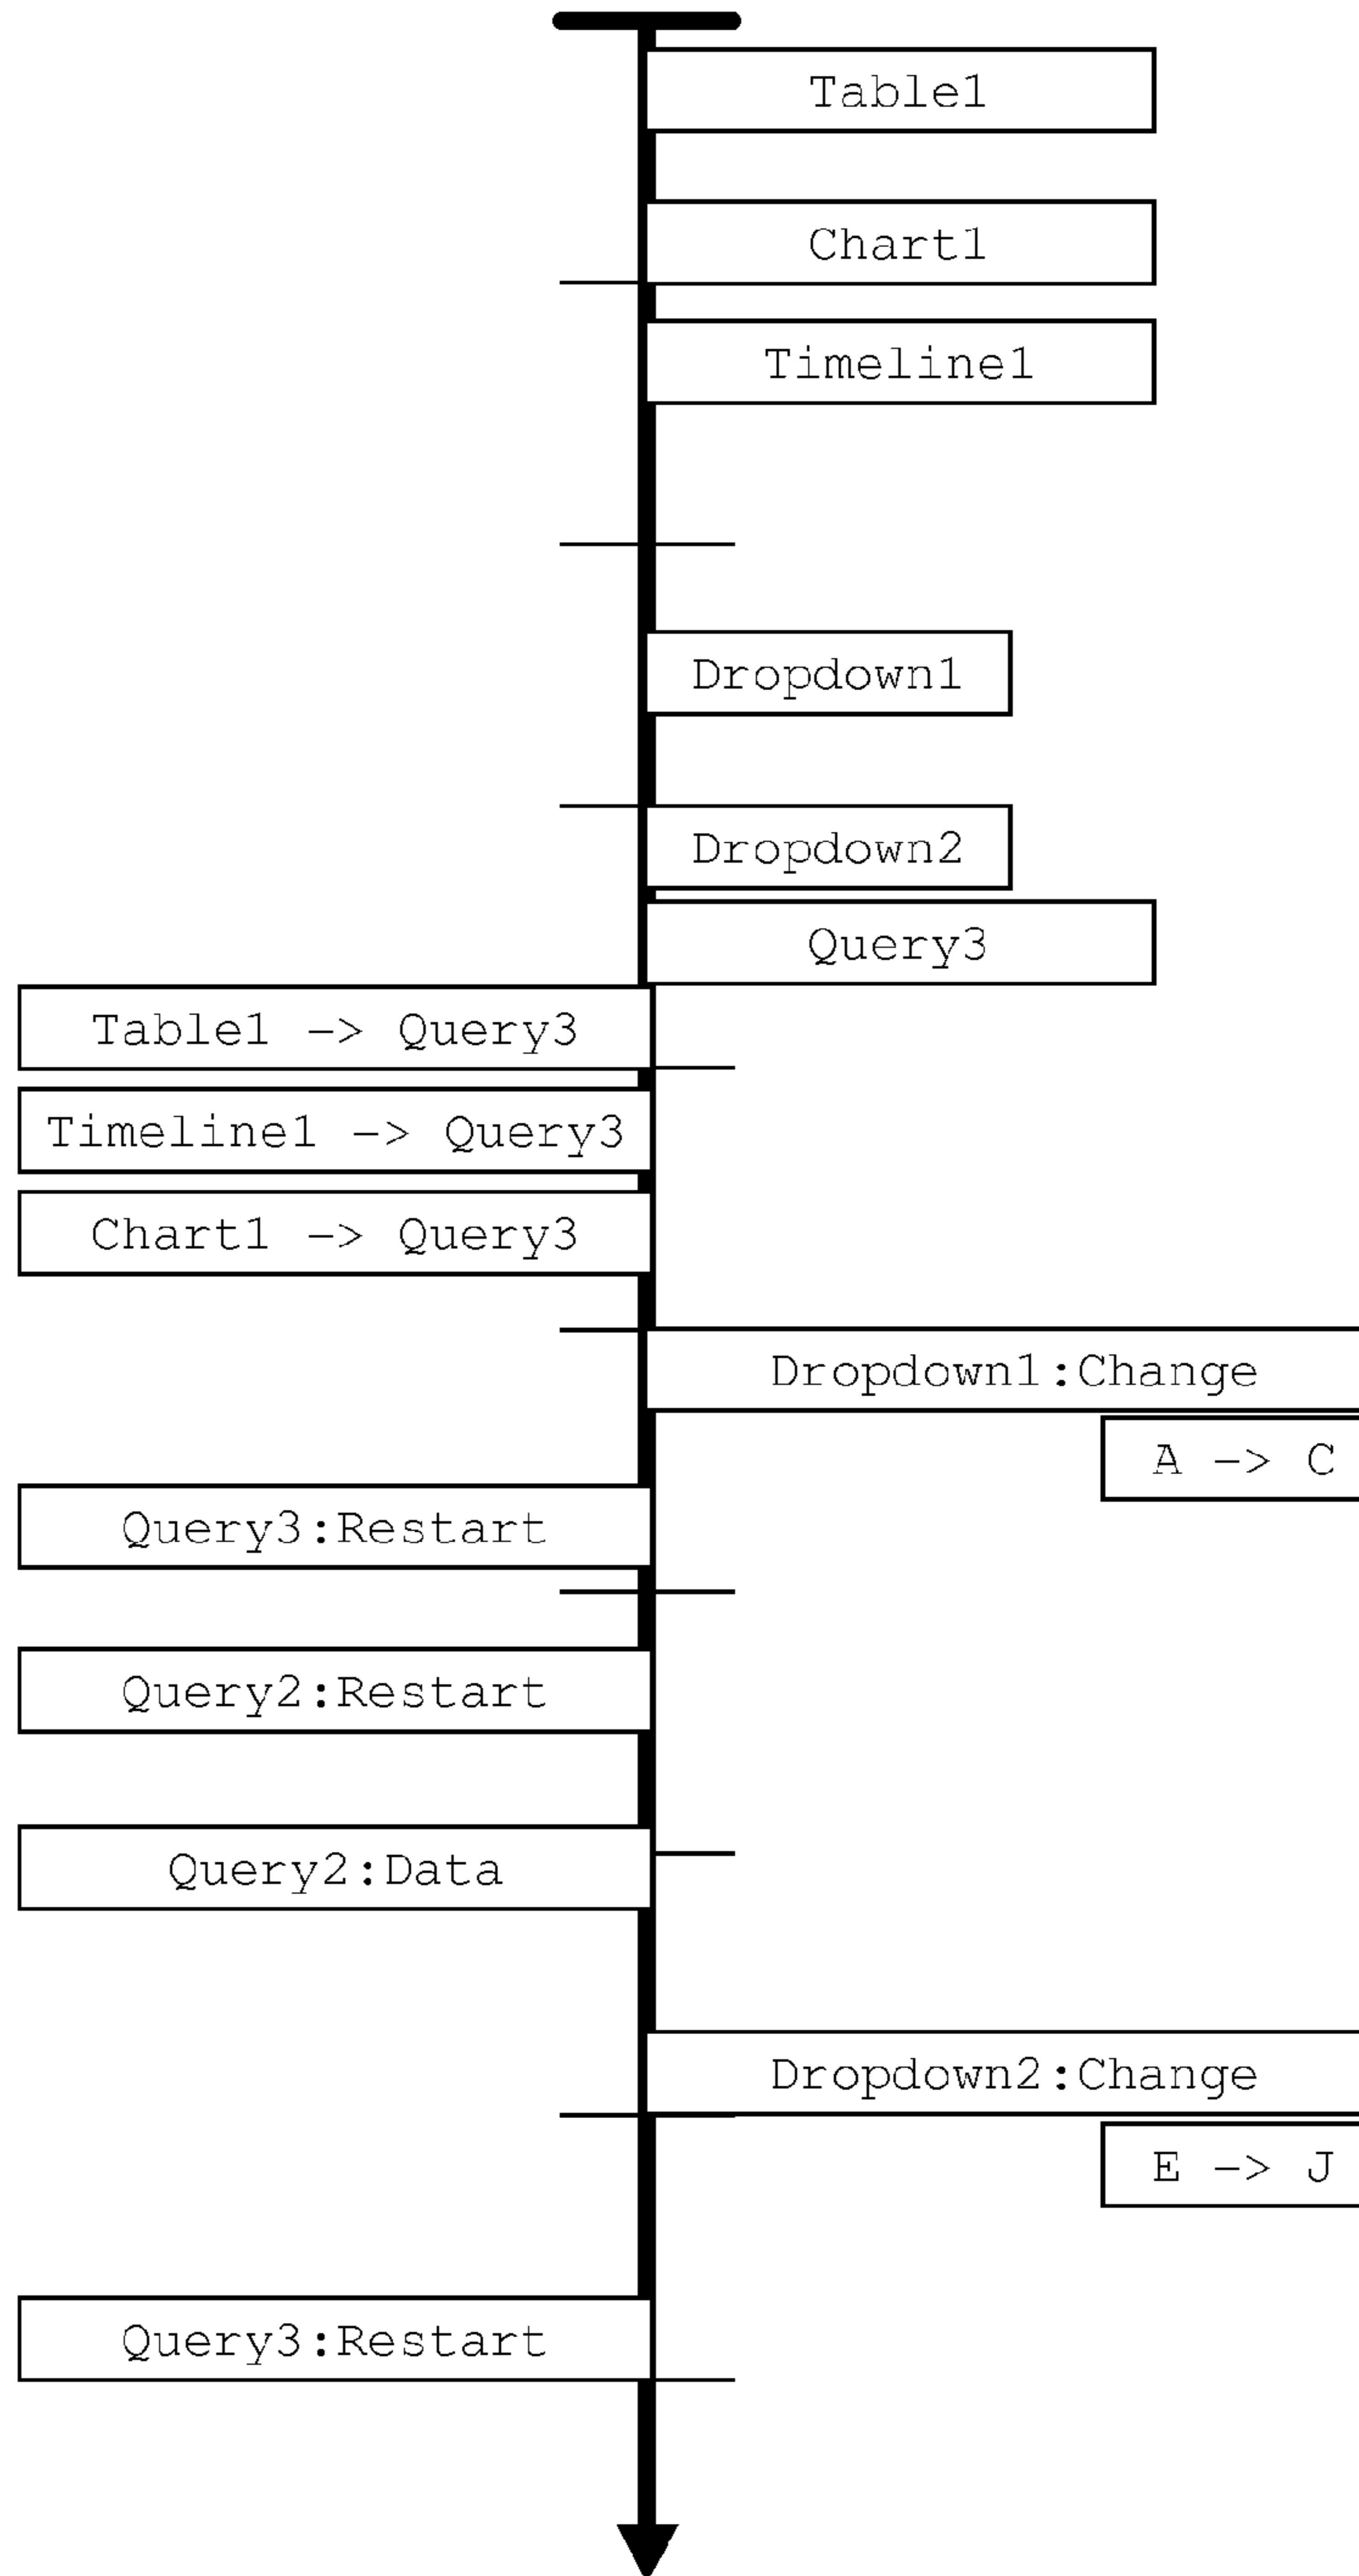 Table1
Chart1
Timeline1
Dropdown1
Dropdown2
Query3
Table1 -> Query3
Timeline1 -> Query3
Chart1 -> Query3
Dropdown1:Change
A -> C
Query3:Restart
Query2:Restart
Query2:Data
Dropdown2:Change
E -> J
Query3:Restart